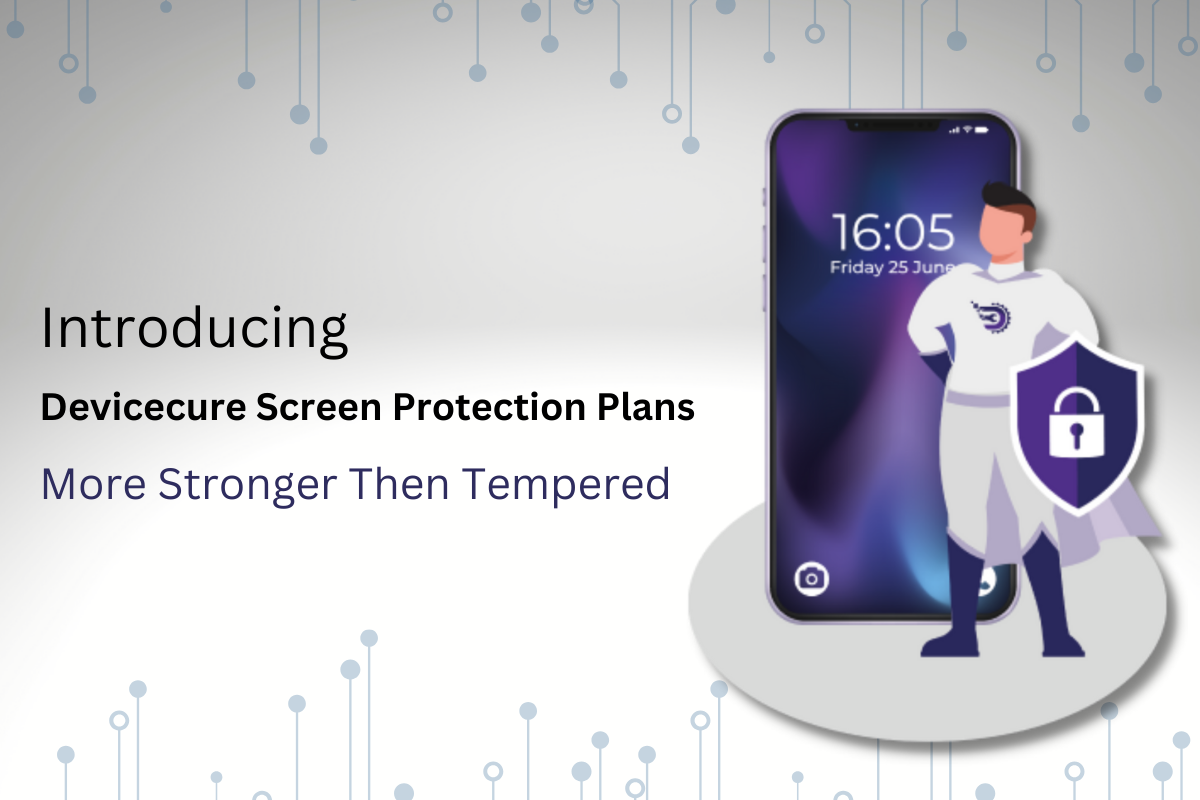 16:05
Friday 25 June
Introducing
Devicecure Screen Protection Plans
More Stronger Then Tempered